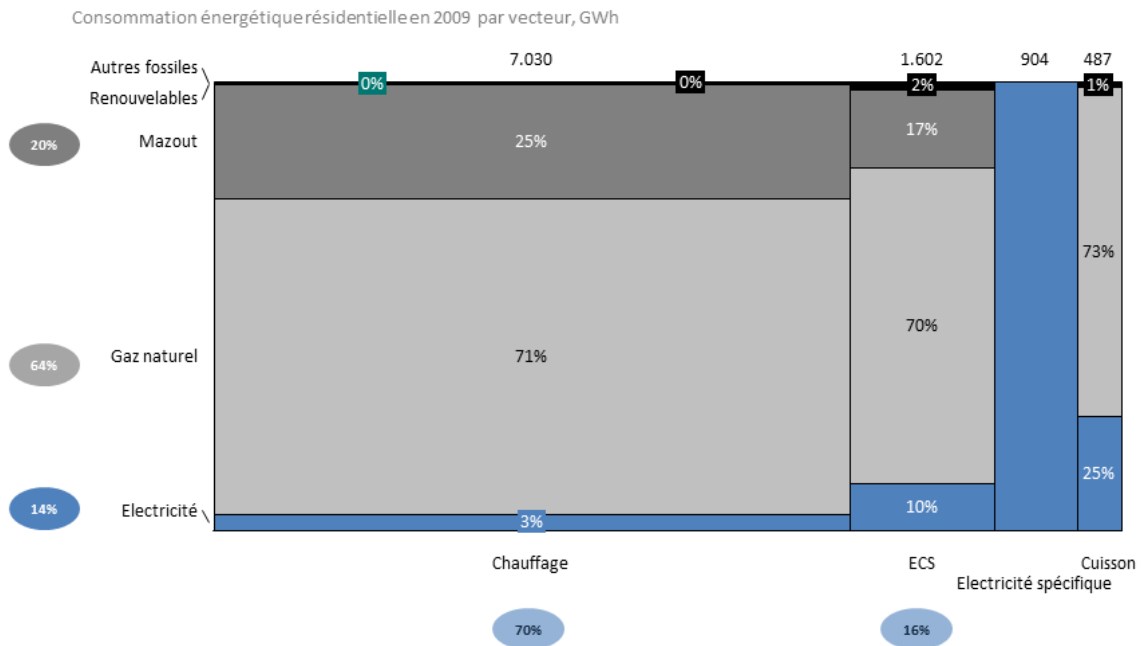 Consommation énergétique résidentielle en 2009 par vecteur, GWh
7.030 1.602 904 487
Autres fossiles
Renouvelables
0% 0% 2% 1%
20% Mazout 25% 17%
73%
64% Gaz naturel 71% 70%
25%
14% Electricité 3% 10%
Chauffage ECS Cuisson
Electricité spécifique
70% 16%